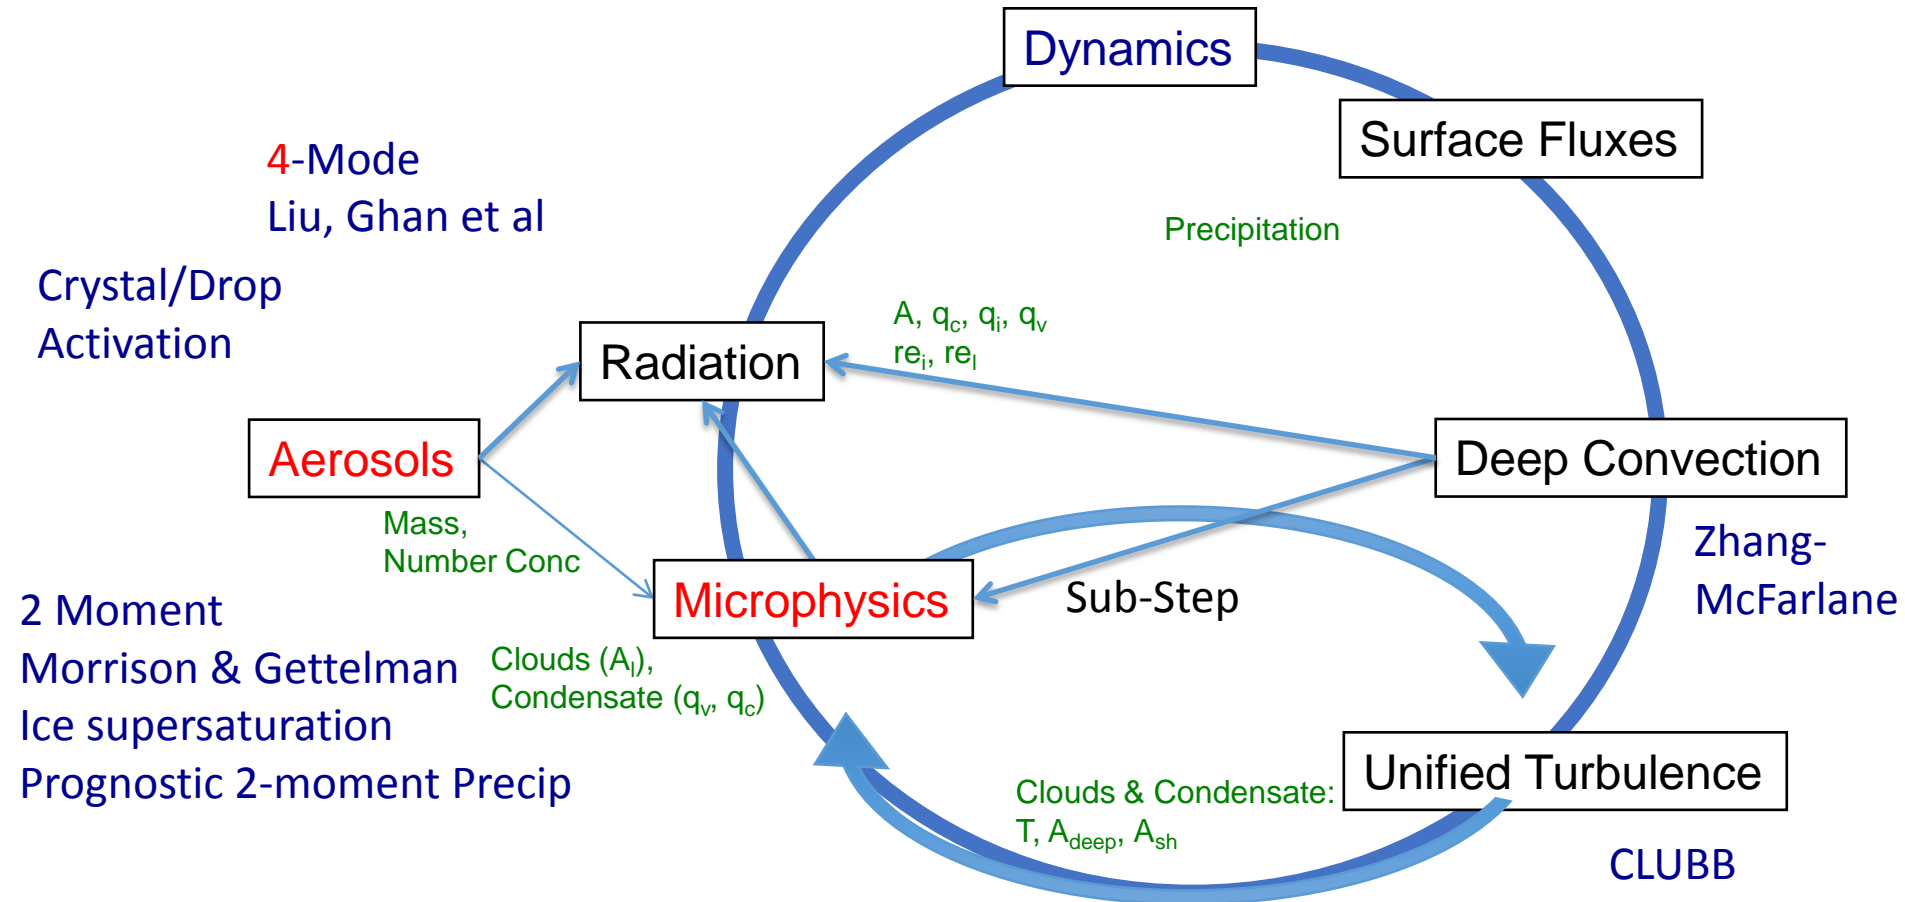 Dynamics
Surface Fluxes
4-Mode
Liu, Ghan et al
Precipitation
Crystal/Drop
Activation
A, qc, qi, qv
rei, rel
Radiation
Aerosols
Deep Convection
Mass,
Number Conc
Zhang-
McFarlane
Microphysics
Sub-Step
2 Moment
Morrison & Gettelman
Ice supersaturation
Prognostic 2-moment Precip
Clouds (Al),
Condensate (qv, qc)
Unified Turbulence
Clouds & Condensate:
T, Adeep, Ash
CLUBB